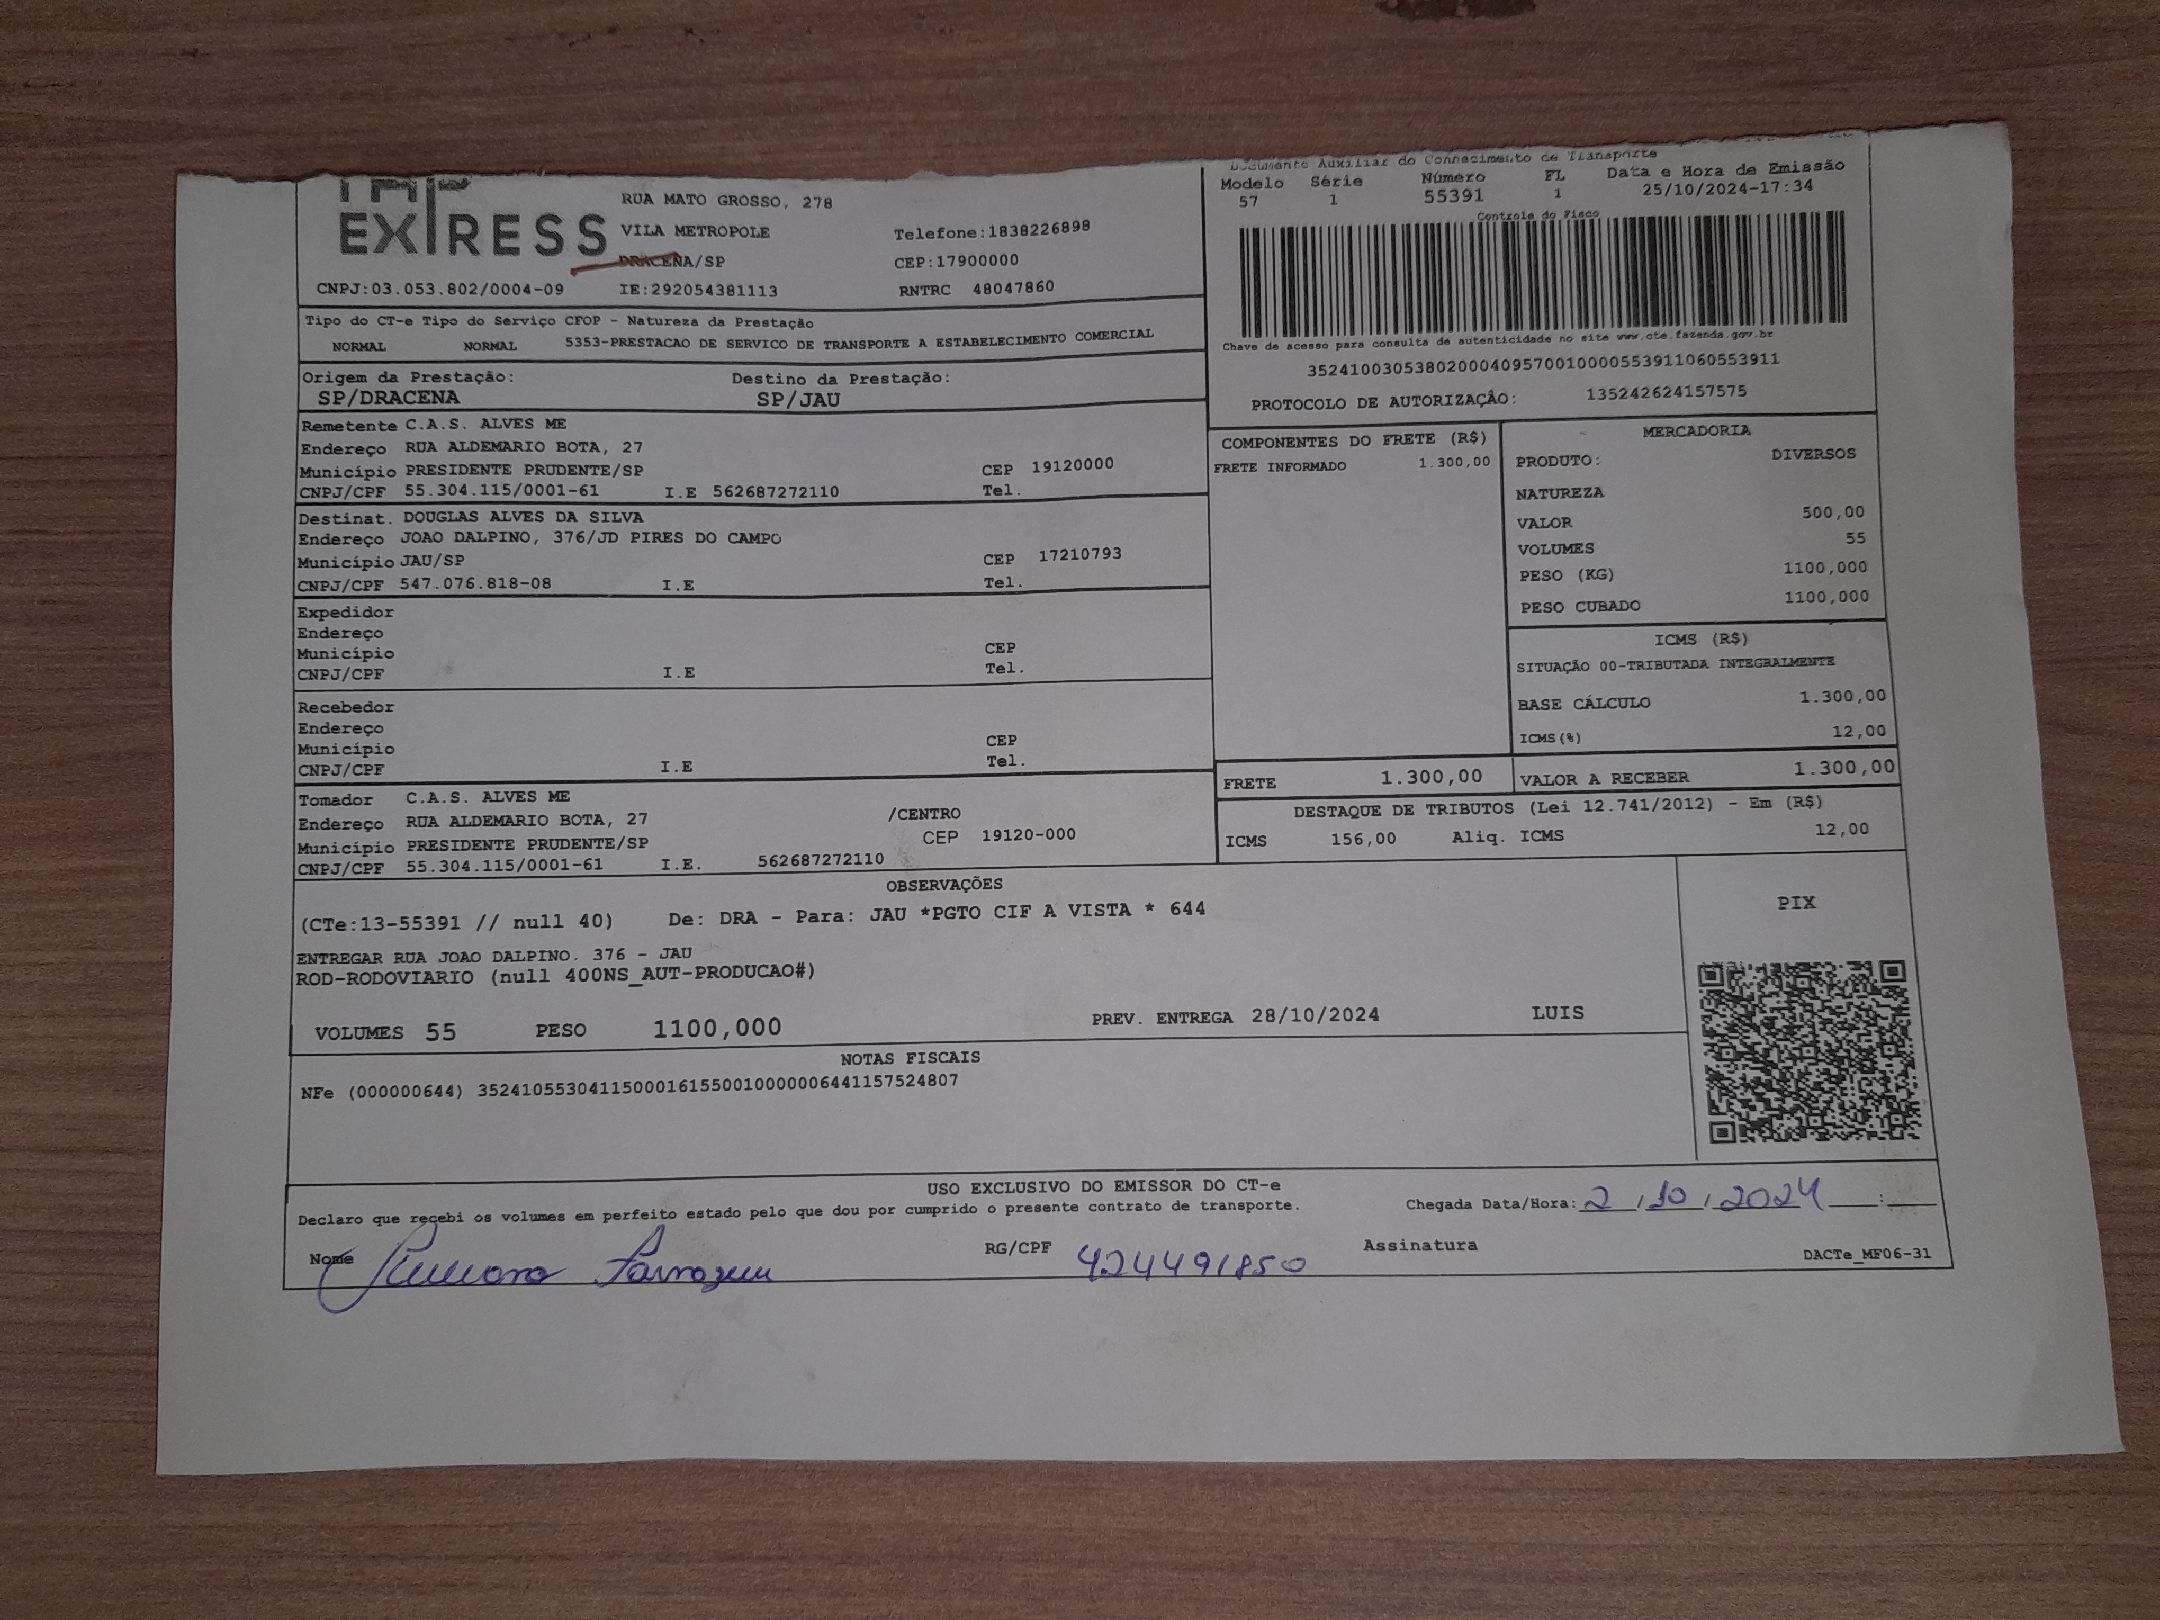 EXPRESS
RUA MATO GROSSO, 278
VILA METROPOLE
Telefone:1838226898
DRACENA/SP
CEP:17900000
CNPJ:03.053.802/0004-09
IE:292054381113
RNTRC 48047860
Documento Auxiliar do Conhecimento de Transporte
Modelo Série Número FL Data e Hora de Emissão
57 1 55391 1 25/10/2024-17:34
Controle do Fisco
Chave de acesso para consulta de autenticidade no site www.cte.fazenda.gov.br
35241003053802000409570010000553911060553911
PROTOCOLO DE AUTORIZAÇÃO: 135242624157575
Tipo do CT-e Tipo do Serviço CFOP - Natureza da Prestação
NORMAL NORMAL 5353-PRESTACAO DE SERVICO DE TRANSPORTE A ESTABELECIMENTO COMERCIAL
Origem da Prestação: Destino da Prestação:
SP/DRACENA SP/JAU
Remetente C.A.S. ALVES ME
Endereço RUA ALDEMARIO BOTA, 27
Município PRESIDENTE PRUDENTE/SP CEP 19120000
CNPJ/CPF 55.304.115/0001-61 I.E 562687272110 Tel.
Destinat. DOUGLAS ALVES DA SILVA
Endereço JOAO DALPINO, 376/JD PIRES DO CAMPO
Município JAU/SP CEP 17210793
CNPJ/CPF 547.076.818-08 I.E Tel.
Expedidor
Endereço
Município CEP
CNPJ/CPF I.E Tel.
Recebedor
Endereço
Município CEP
CNPJ/CPF I.E Tel.
Tomador C.A.S. ALVES ME
Endereço RUA ALDEMARIO BOTA, 27 /CENTRO
Município PRESIDENTE PRUDENTE/SP CEP 19120-000
CNPJ/CPF 55.304.115/0001-61 I.E. 562687272110
COMPONENTES DO FRETE (R$)
FRETE INFORMADO 1.300,00
MERCADORIA
PRODUTO: DIVERSOS
NATUREZA
VALOR 500,00
VOLUMES 55
PESO (KG) 1100,000
PESO CUBADO 1100,000
ICMS (R$)
SITUAÇÃO 00-TRIBUTADA INTEGRALMENTE
BASE CÁLCULO 1.300,00
ICMS(%) 12,00
FRETE 1.300,00 VALOR A RECEBER 1.300,00
DESTAQUE DE TRIBUTOS (Lei 12.741/2012) - Em (R$)
ICMS 156,00 Aliq. ICMS 12,00
OBSERVAÇÕES
(CTe:13-55391 // null 40) De: DRA - Para: JAU *PGTO CIF A VISTA * 644
ENTREGAR RUA JOAO DALPINO. 376 - JAU
ROD-RODOVIARIO (null 400NS_AUT-PRODUCAO#)
VOLUMES 55 PESO 1100,000 PREV. ENTREGA 28/10/2024 LUIS
PIX
NOTAS FISCAIS
NFe (000000644) 35241055304115000161550010000006441157524807
USO EXCLUSIVO DO EMISSOR DO CT-e
Declaro que recebi os volumes em perfeito estado pelo que dou por cumprido o presente contrato de transporte.
Chegada Data/Hora: 2 / 10 / 2024 :
Nome RG/CPF 424491850 Assinatura
DACTe_MF06-31